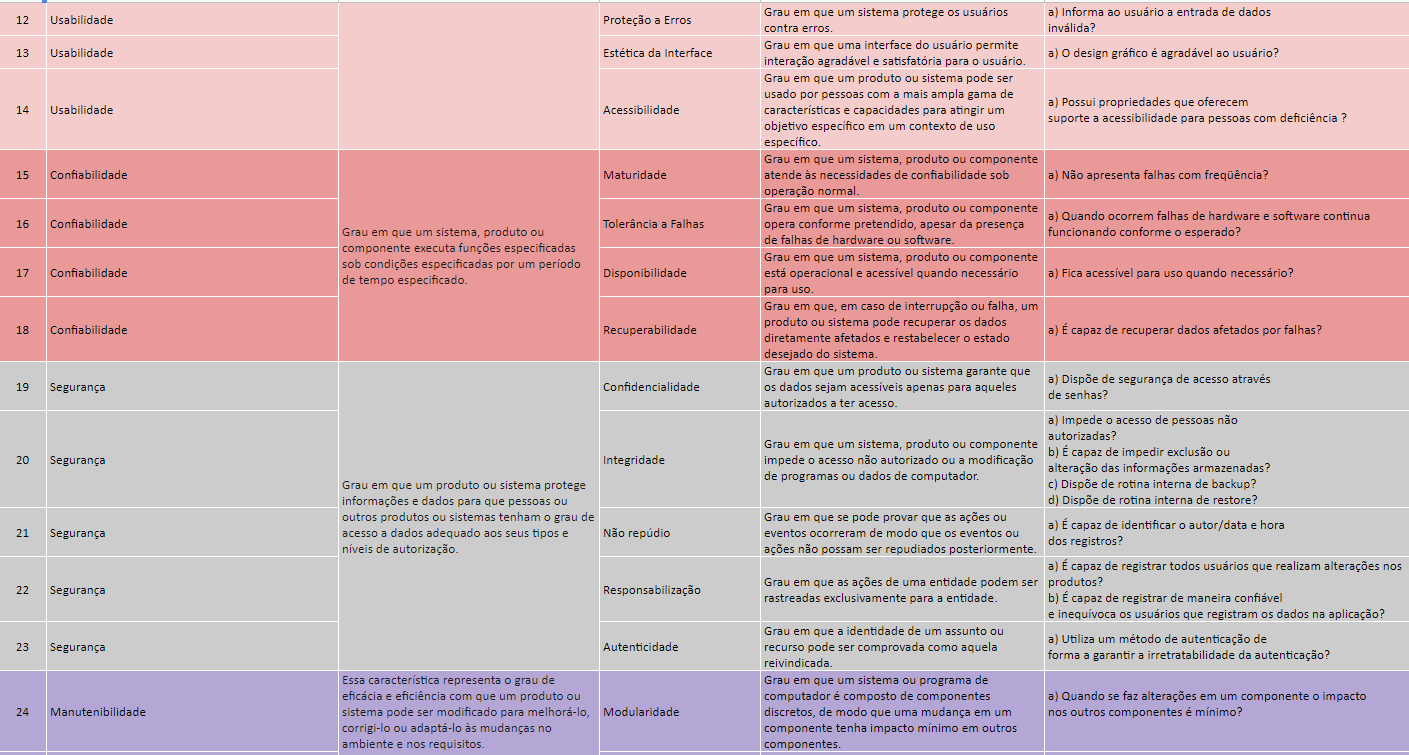 12
Usabilidade
Proteção a Erros
Grau em que um sistema protege os usuários
contra erros.
a) Informa ao usuário a entrada de dados
inválida?
13
Usabilidade
Estética da Interface
Grau em que uma interface do usuário permite
interação agradável e satisfatória para o usuário.
a) O design gráfico é agradável ao usuário?
14
Usabilidade
Acessibilidade
Grau em que um produto ou sistema pode ser
usado por pessoas com a mais ampla gama de
características e capacidades para atingir um
objetivo específico em um contexto de uso
específico.
a) Possui propriedades que oferecem
suporte a acessibilidade para pessoas com deficiência ?
15
Confiabilidade
Grau em que um sistema, produto ou
componente executa funções especificadas
sob condições especificadas por um período
de tempo especificado.
Maturidade
Grau em que um sistema, produto ou componente
atende às necessidades de confiabilidade sob
operação normal.
a) Não apresenta falhas com freqüência?
16
Confiabilidade
Tolerância a Falhas
Grau em que um sistema, produto ou componente
opera conforme pretendido, apesar da presença
de falhas de hardware ou software.
a) Quando ocorrem falhas de hardware e software continua
funcionando conforme o esperado?
17
Confiabilidade
Disponibilidade
Grau em que um sistema, produto ou componente
está operacional e acessível quando necessário
para uso.
a) Fica acessível para uso quando necessário?
18
Confiabilidade
Recuperabilidade
Grau em que, em caso de interrupção ou falha, um
produto ou sistema pode recuperar os dados
diretamente afetados e restabelecer o estado
desejado do sistema.
a) É capaz de recuperar dados afetados por falhas?
19
Segurança
Grau em que um produto ou sistema protege
informações e dados para que pessoas ou
outros produtos ou sistemas tenham o grau de
acesso a dados adequado aos seus tipos e
níveis de autorização.
Confidencialidade
Grau em que um produto ou sistema garante que
os dados sejam acessíveis apenas para aqueles
autorizados a ter acesso.
a) Dispõe de segurança de acesso através
de senhas?
20
Segurança
Integridade
Grau em que um sistema, produto ou componente
impede o acesso não autorizado ou a modificação
de programas ou dados de computador.
a) Impede o acesso de pessoas não
autorizadas?
b) É capaz de impedir exclusão ou
alteração das informações armazenadas?
c) Dispõe de rotina interna de backup?
d) Dispõe de rotina interna de restore?
21
Segurança
Não repúdio
Grau em que se pode provar que as ações ou
eventos ocorreram de modo que os eventos ou
ações não possam ser repudiados posteriormente.
a) É capaz de identificar o autor/data e hora
dos registros?
22
Segurança
Responsabilização
Grau em que as ações de uma entidade podem ser
rastreadas exclusivamente para a entidade.
a) É capaz de registrar todos usuários que realizam alterações nos
produtos?
b) É capaz de registrar de maneira confiável
e inequívoca os usuários que registram os dados na aplicação?
23
Segurança
Autenticidade
Grau em que a identidade de um assunto ou
recurso pode ser comprovada como aquela
reivindicada.
a) Utiliza um método de autenticação de
forma a garantir a irretratabilidade da autenticação?
24
Manutenibilidade
Essa característica representa o grau de
eficácia e eficiência com que um produto ou
sistema pode ser modificado para melhorá-lo,
corrigi-lo ou adaptá-lo às mudanças no
ambiente e nos requisitos.
Modularidade
Grau em que um sistema ou programa de
computador é composto de componentes
discretos, de modo que uma mudança em um
componente tenha impacto mínimo em outros
componentes.
a) Quando se faz alterações em um componente o impacto
nos outros componentes é mínimo?